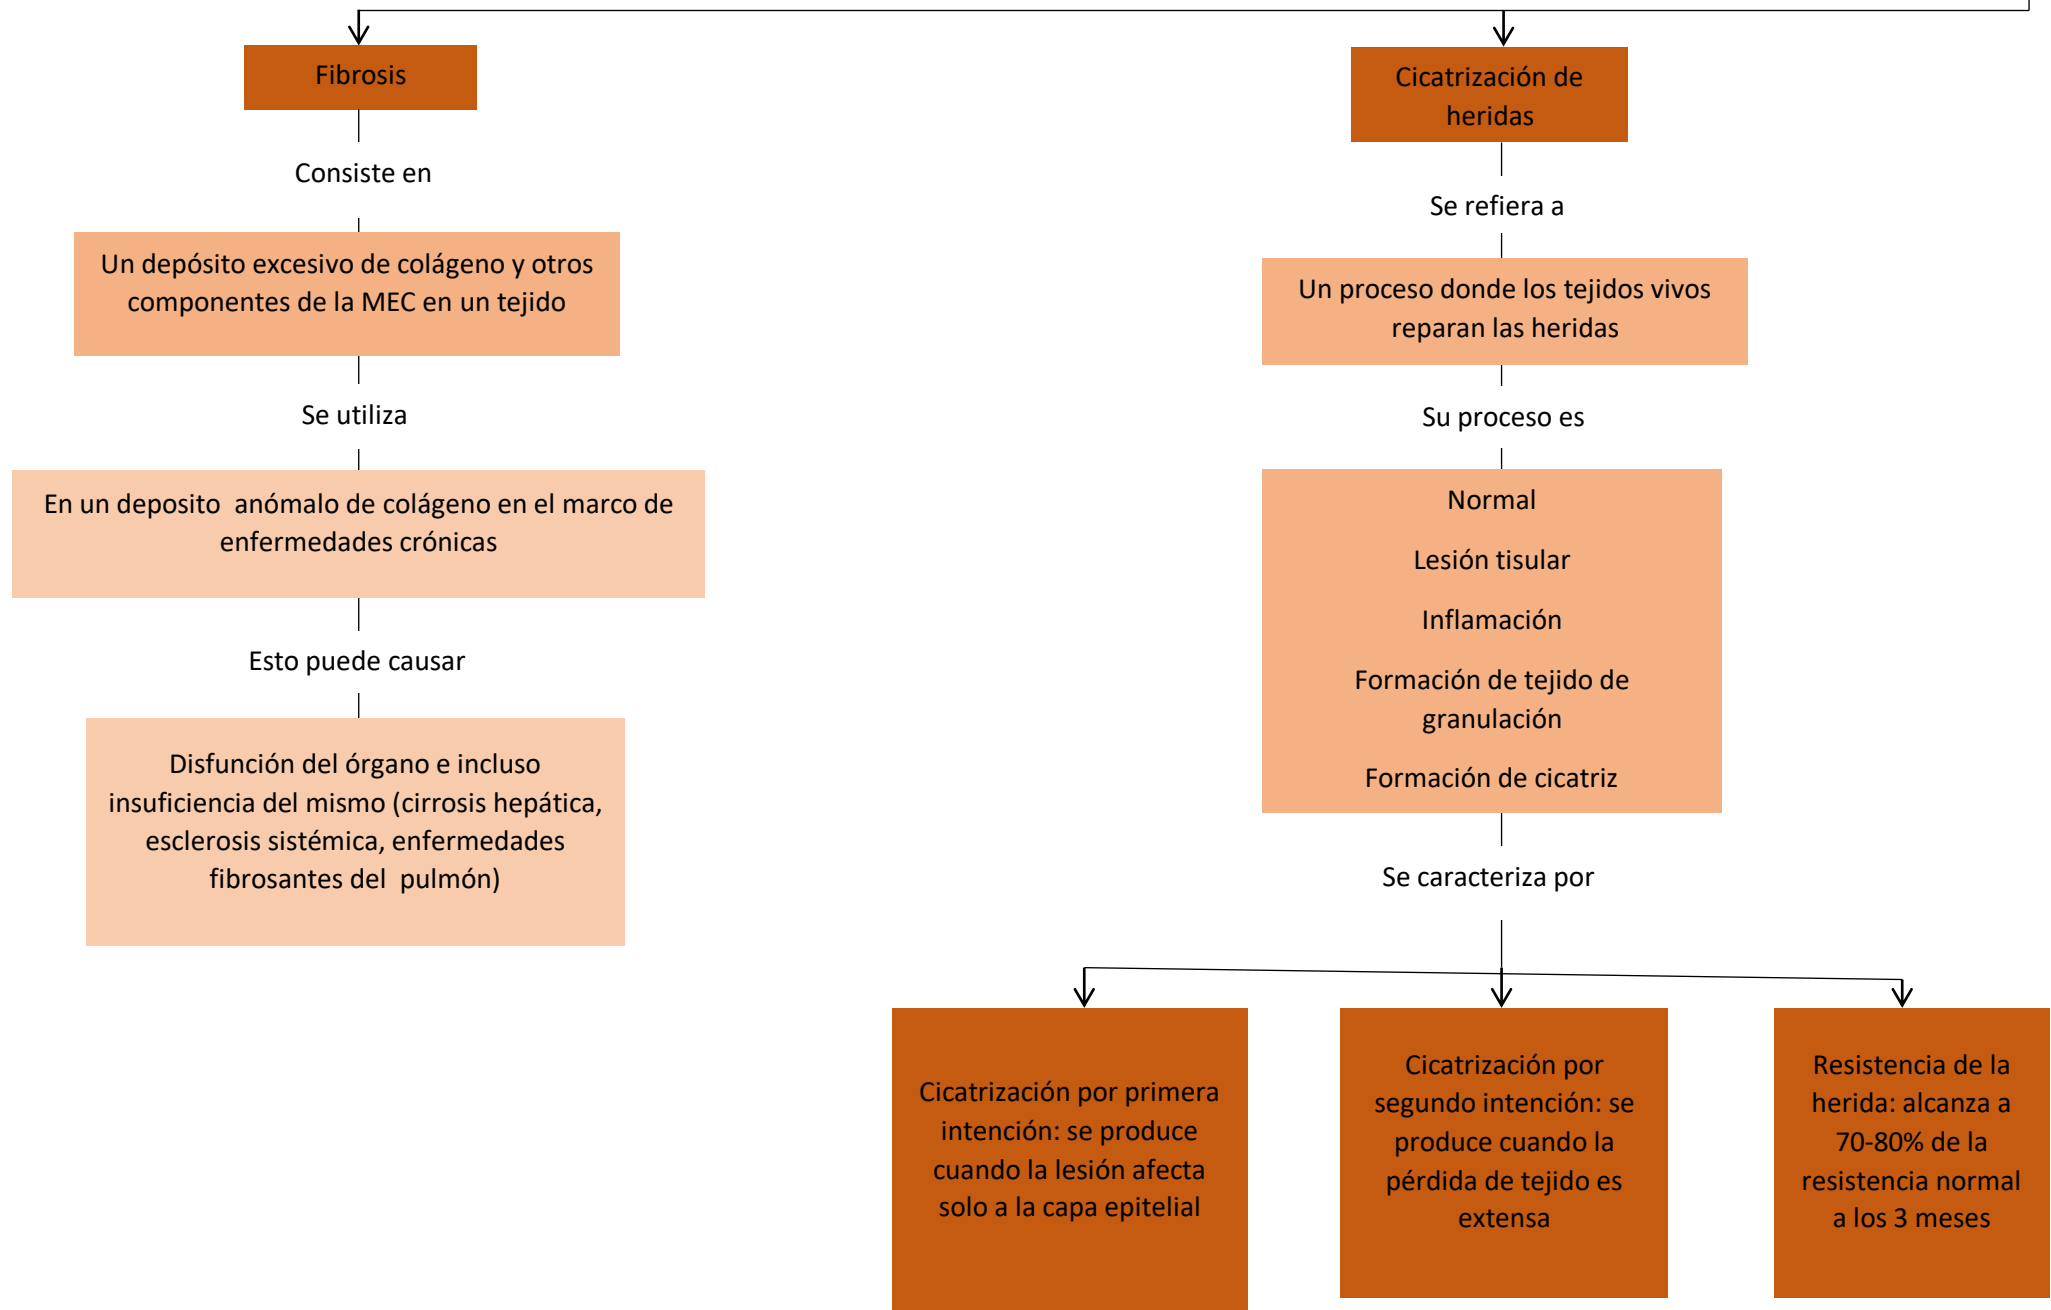 Fibrosis
Consiste en
Un depósito excesivo de colágeno y otros
componentes de la MEC en un tejido
Se utiliza
En un deposito anómalo de colágeno en el marco de
enfermedades crónicas
Esto puede causar
Disfunción del órgano e incluso
insuficiencia del mismo (cirrosis hepática,
esclerosis sistémica, enfermedades
fibrosantes del pulmón)
Cicatrización de
heridas
Se refiera a
Un proceso donde los tejidos vivos
reparan las heridas
Su proceso es
Normal
Lesión tisular
Inflamación
Formación de tejido de
granulación
Formación de cicatriz
Se caracteriza por
Cicatrización por primera
intención: se produce
cuando la lesión afecta
solo a la capa epitelial
Cicatrización por
segundo intención: se
produce cuando la
pérdida de tejido es
extensa
Resistencia de la
herida: alcanza a
70-80% de la
resistencia normal
a los 3 meses